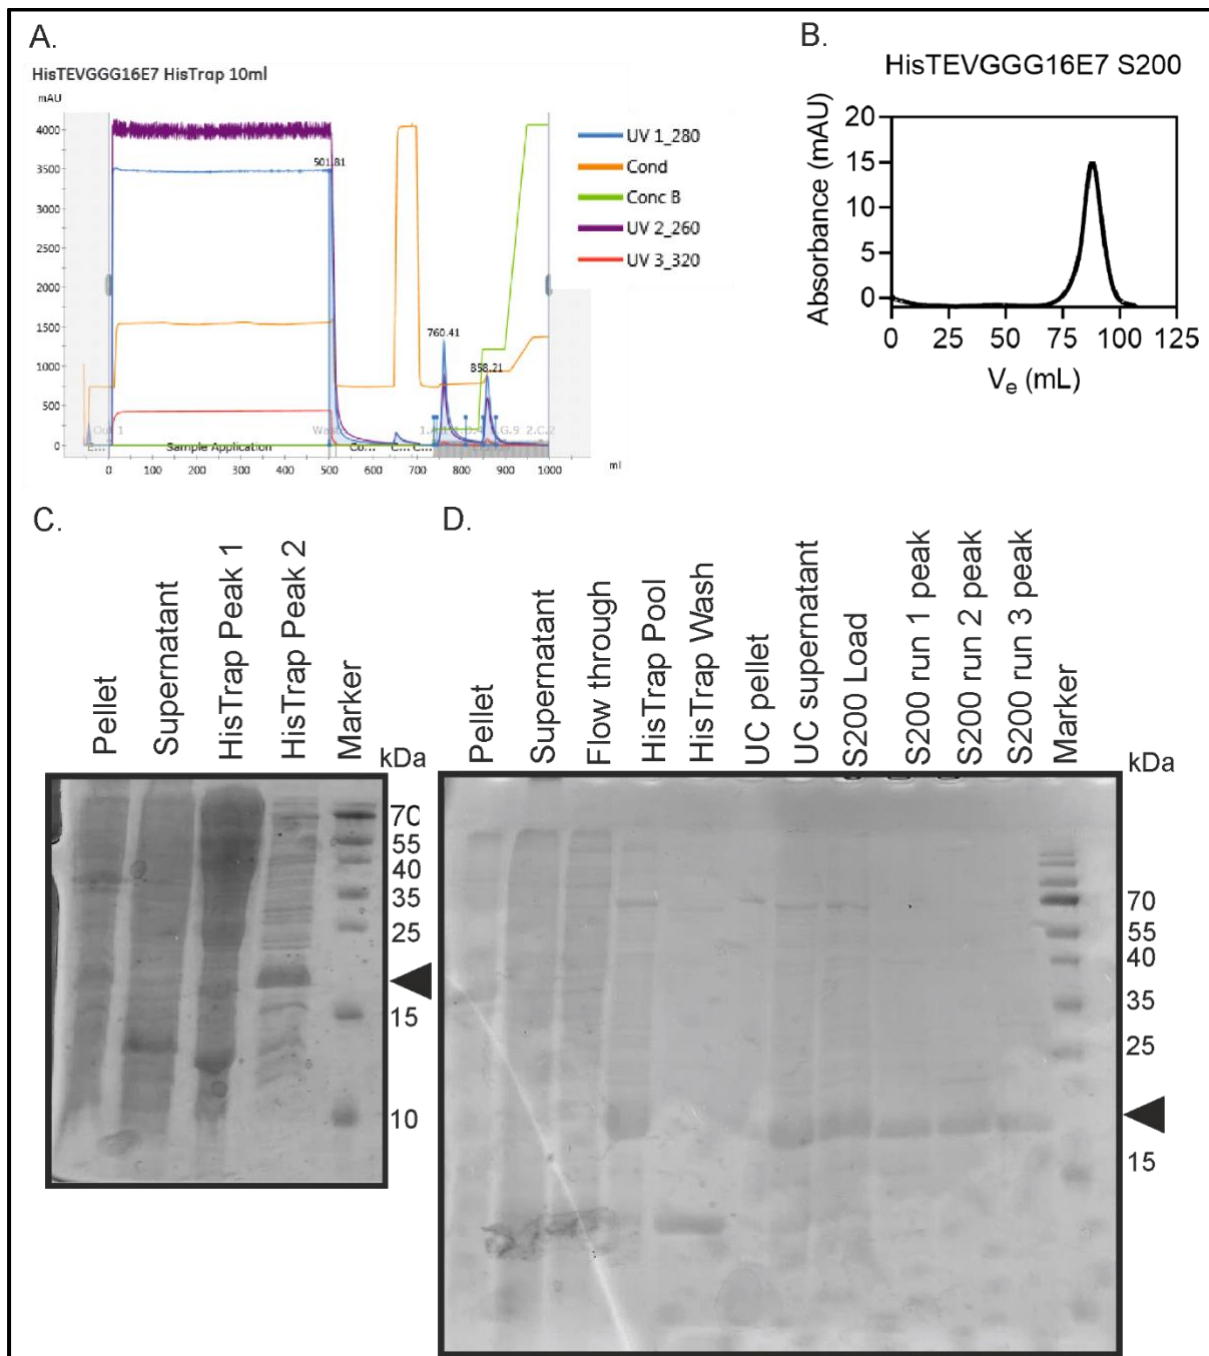 A.
HisTEVGGG16E7 HisTrap 10ml
mAU
4000
3500
3000
2500
2000
1500
1000
500
0
501.81
760.41
858.21
Sample Application
Co...
C...
C...
0 100 200 300 400 500 600 700 800 900 1000
ml
UV 1_280
Cond
Conc B
UV 2_260
UV 3_320
B.
HisTEVGGG16E7 S200
Absorbance (mAU)
20
15
10
5
0
0 25 50 75 100 125
Ve (mL)
C.
Pellet
Supernatant
HisTrap Peak 1
HisTrap Peak 2
Marker
kDa
70
55
40
35
25
15
10
D.
Pellet
Supernatant
Flow through
HisTrap Pool
HisTrap Wash
UC pellet
UC supernatant
S200 Load
S200 run 1 peak
S200 run 2 peak
S200 run 3 peak
Marker
kDa
70
55
40
35
25
15